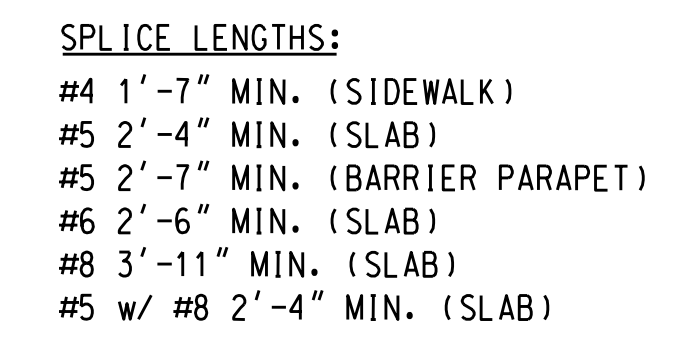 SPLICE LENGTHS:
#4 1'-7" MIN. (SIDEWALK)
#5 2'-4" MIN. (SLAB)
#5 2'-7" MIN. (BARRIER PARAPET)
#6 2'-6" MIN. (SLAB)
#8 3'-11" MIN. (SLAB)
#5 w/ #8 2'-4" MIN. (SLAB)